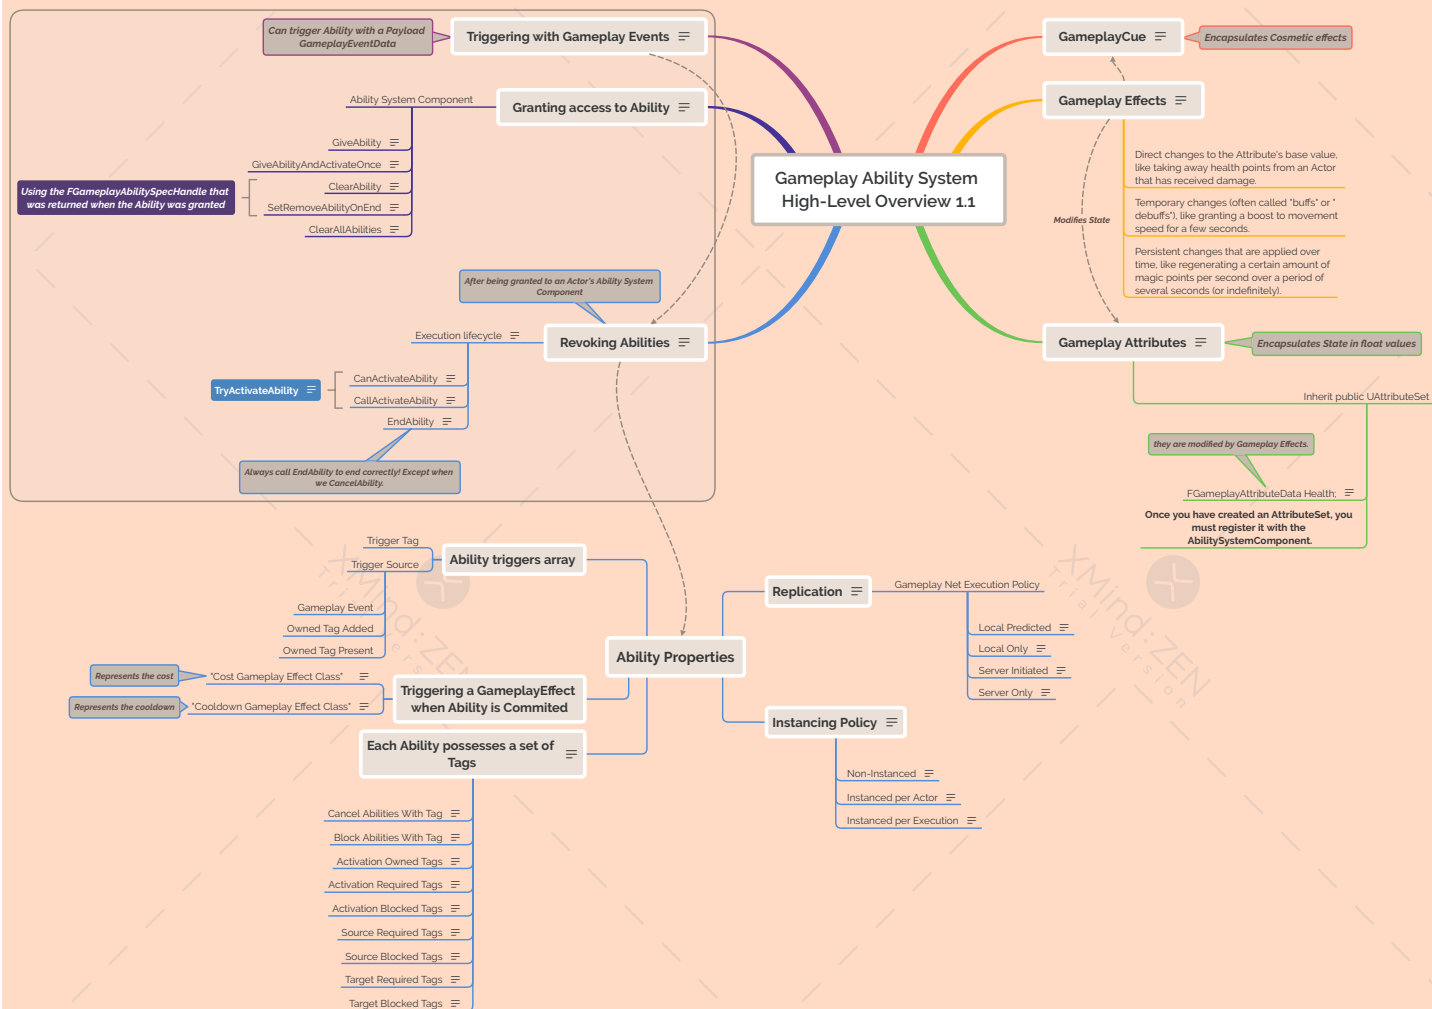 Can trigger Ability with a Payload
GameplayEventData
Triggering with Gameplay Events
Ability System Component
Granting access to Ability
GiveAbility
GiveAbilityAndActivateOnce
ClearAbility
SetRemoveAbilityOnEnd
ClearAllAbilities
Using the FGameplayAbilitySpecHandle that
was returned when the Ability was granted
After being granted to an Actor's Ability System
Component
Execution lifecycle
Revoking Abilities
CanActivateAbility
CallActivateAbility
EndAbility
TryActivateAbility
Always call EndAbility to end correctly! Except when
we CancelAbility.
Gameplay Ability System
High-Level Overview 1.1
GameplayCue
Encapsulates Cosmetic effects
Gameplay Effects
Direct changes to the Attribute's base value,
like taking away health points from an Actor
that has received damage.
Temporary changes (often called "buffs" or "
debuffs"), like granting a boost to movement
speed for a few seconds.
Persistent changes that are applied over
time, like regenerating a certain amount of
magic points per second over a period of
several seconds (or indefinitely).
Modifies State
Gameplay Attributes
Encapsulates State in float values
Inherit public UAttributeSet
they are modified by Gameplay Effects.
FGameplayAttributeData Health;
Once you have created an AttributeSet, you
must register it with the
AbilitySystemComponent.
Trigger Tag
Trigger Source
Ability triggers array
Gameplay Event
Owned Tag Added
Owned Tag Present
Represents the cost
"Cost Gameplay Effect Class"
Represents the cooldown
"Cooldown Gameplay Effect Class"
Triggering a GameplayEffect
when Ability is Commited
Each Ability possesses a set of
Tags
Cancel Abilities With Tag
Block Abilities With Tag
Activation Owned Tags
Activation Required Tags
Activation Blocked Tags
Source Required Tags
Source Blocked Tags
Target Required Tags
Target Blocked Tags
Ability Properties
Replication
Gameplay Net Execution Policy
Local Predicted
Local Only
Server Initiated
Server Only
Instancing Policy
Non-Instanced
Instanced per Actor
Instanced per Execution
XMind:ZEN
Trial Version
XMind:ZEN
Trial Version